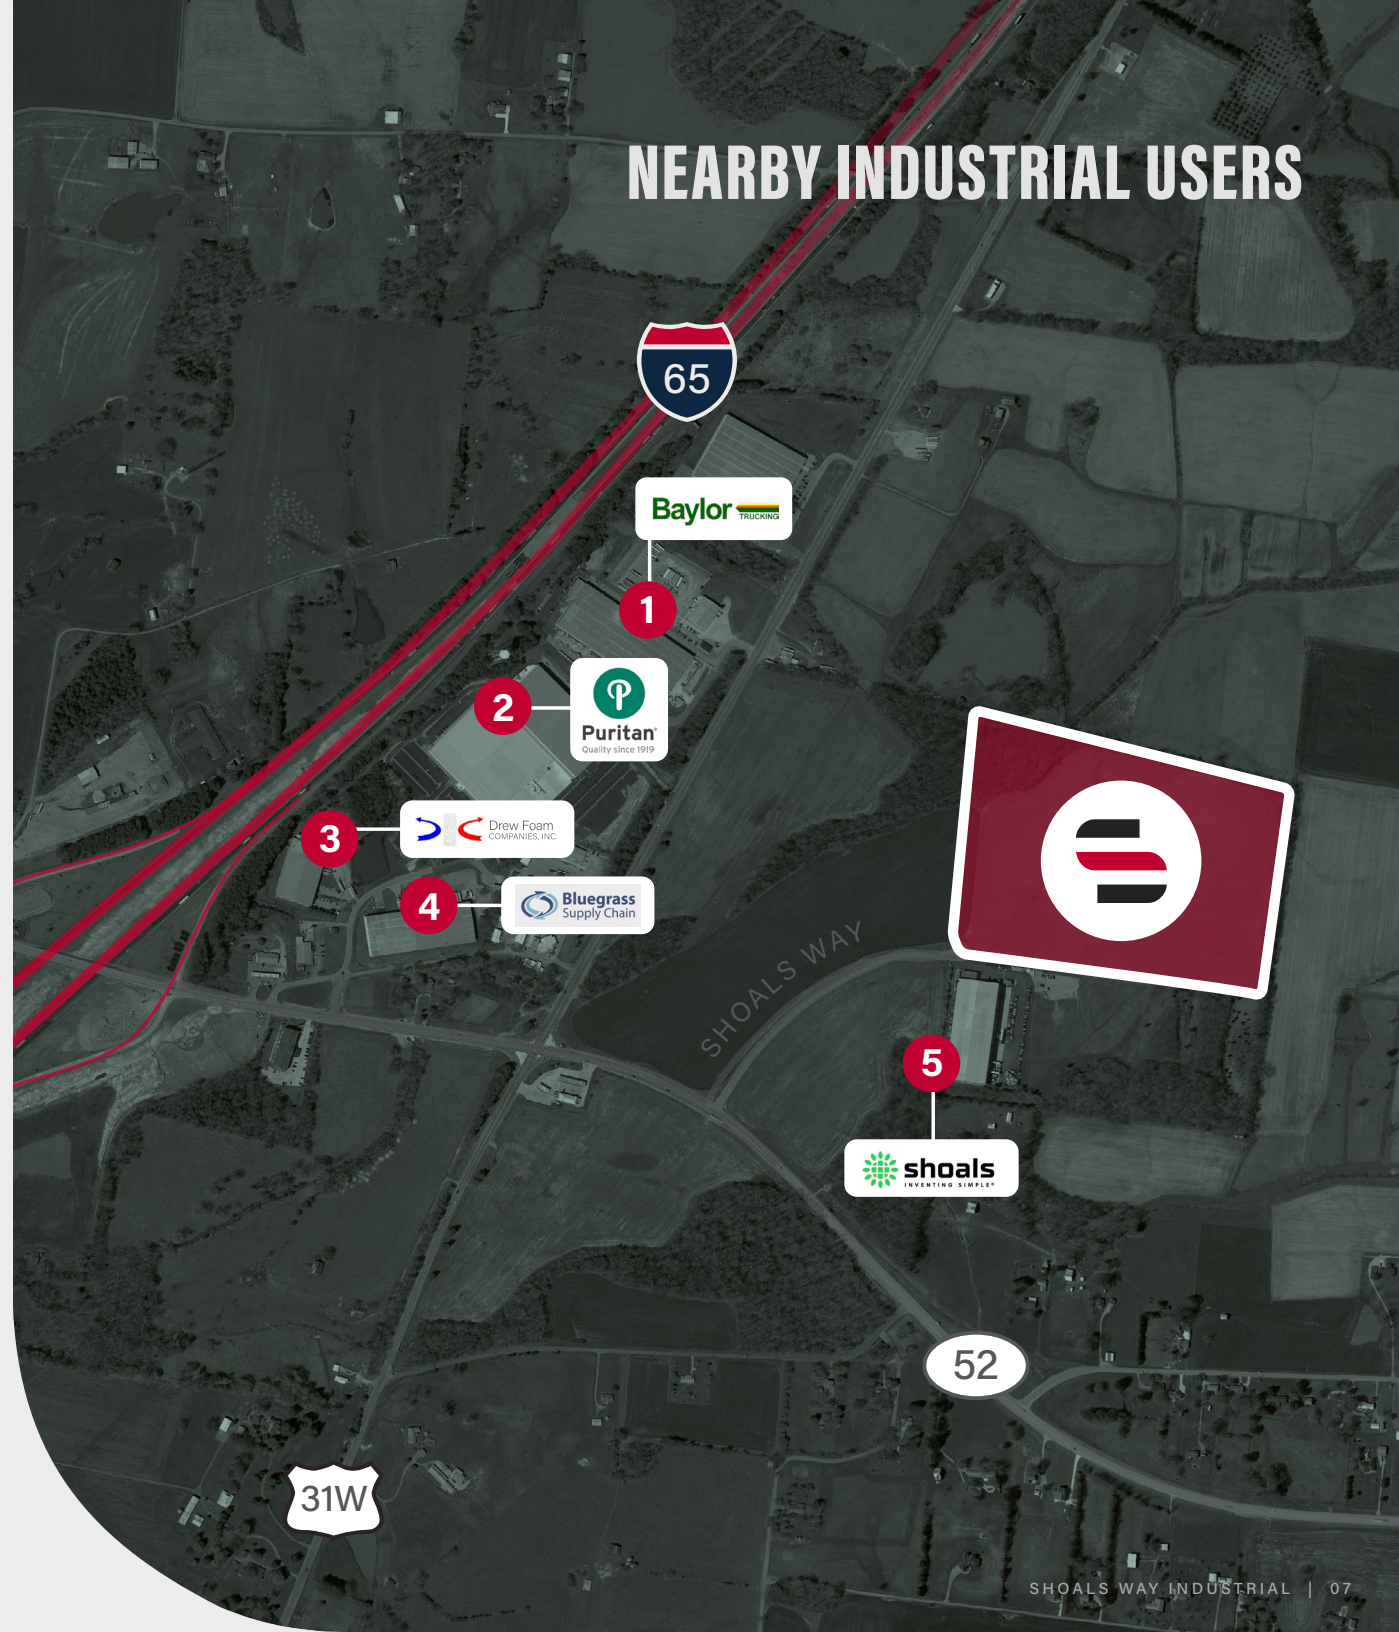 NEARBY INDUSTRIAL USERS
65
Baylor
TRUCKING
1
2
Puritan®
Quality since 1919
3
Drew Foam
COMPANIES, INC.
4
Bluegrass
Supply Chain
SHOALS WAY
5
shoals
INVENTING SIMPLE®
52
31W
SHOALS WAY INDUSTRIAL | 07